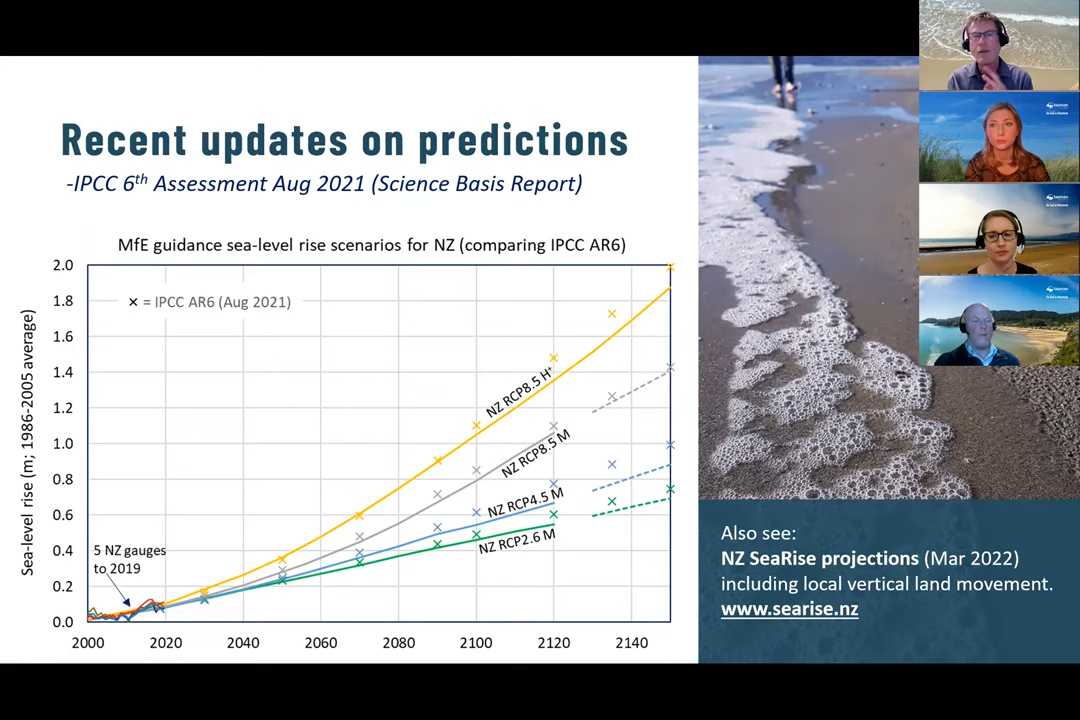 Recent updates on predictions
-IPCC 6th Assessment Aug 2021 (Science Basis Report)
MfE guidance sea-level rise scenarios for NZ (comparing IPCC AR6)
Sea-level rise (m; 1986-2005 average)
2.0
1.8
1.6
1.4
1.2
1.0
0.8
0.6
0.4
0.2
0.0
× = IPCC AR6 (Aug 2021)
NZ RCP8.5 H+
NZ RCP8.5 M
NZ RCP4.5 M
NZ RCP2.6 M
5 NZ gauges
to 2019
2000 2020 2040 2060 2080 2100 2120 2140
Also see:
NZ SeaRise projections (Mar 2022)
including local vertical land movement.
www.searise.nz